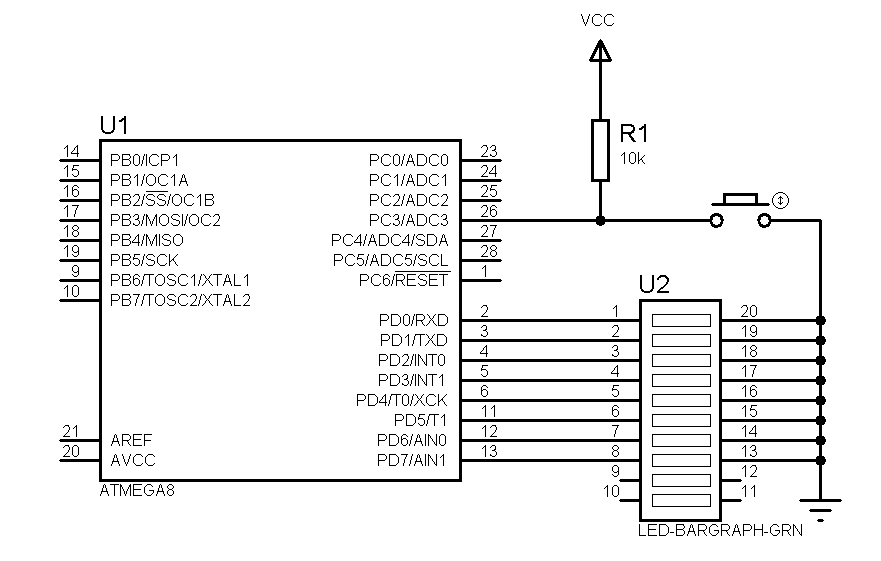 VCC
R1
10k
U1
14 PB0/ICP1 PC0/ADC0 23
15 PB1/OC1A PC1/ADC1 24
16 PB2/SS/OC1B PC2/ADC2 25
17 PB3/MOSI/OC2 PC3/ADC3 26
18 PB4/MISO PC4/ADC4/SDA 27
19 PB5/SCK PC5/ADC5/SCL 28
9 PB6/TOSC1/XTAL1 PC6/RESET 1
10 PB7/TOSC2/XTAL2
PD0/RXD 2
PD1/TXD 3
PD2/INT0 4
PD3/INT1 5
PD4/T0/XCK 6
PD5/T1 11
21 AREF PD6/AIN0 12
20 AVCC PD7/AIN1 13
ATMEGA8
U2
1 20
2 19
3 18
4 17
5 16
6 15
7 14
8 13
9 12
10 11
LED-BARGRAPH-GRN